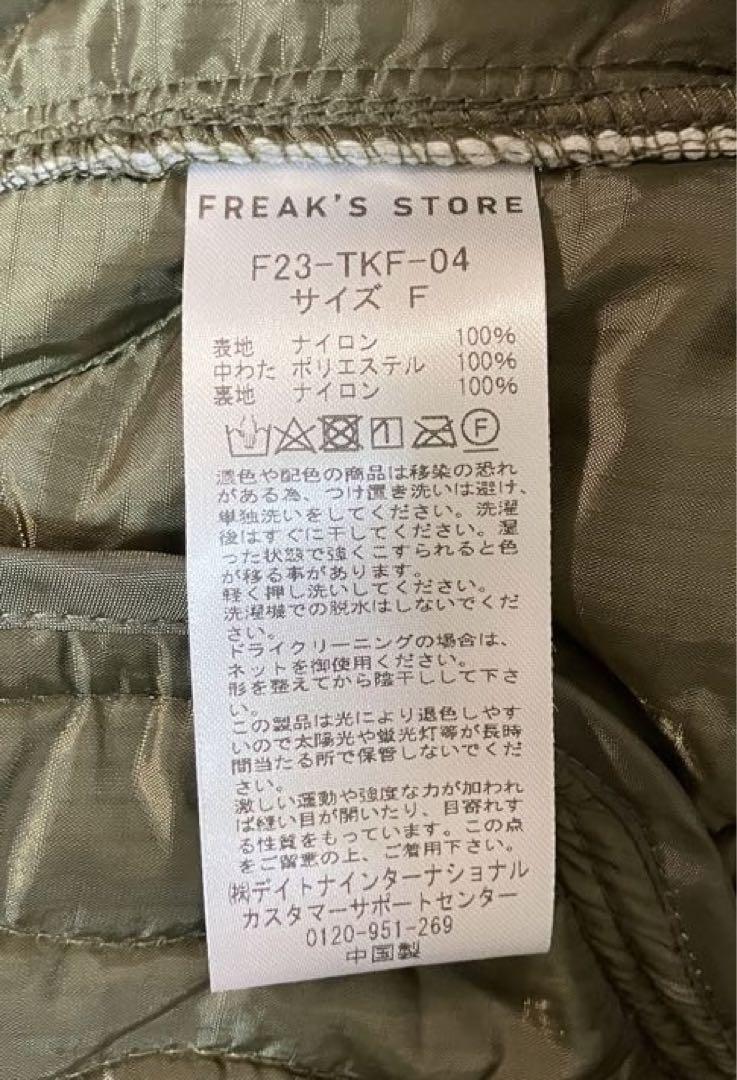 FREAK'S STORE
F23-TKF-04
サイズ F
表地 ナイロン 100%
中わた ポリエステル 100%
裏地 ナイロン 100%
1 F
濃色や配色の商品は移染の恐れ
がある為、つけ置き洗いは避け、
単独洗いをしてください。洗濯
後はすぐに干してください。湿
った状態で強くこすられると色
が移る事があります。
軽く押し洗いしてください。
洗濯機での脱水はしないでくだ
さい。
ドライクリーニングの場合は、
ネットを御使用ください。
形を整えてから陰干しして下さ
い。
この製品は光により退色しやす
いので太陽光や蛍光灯等が長時
間当たる所で保管しないでくだ
さい。
激しい運動や強度な力が加われ
ば縫い目が開いたり、目寄れす
る性質をもっています。この点
をご留意の上、ご着用下さい。
㈱デイトナインターナショナル
カスタマーサポートセンター
0120-951-269
中国製